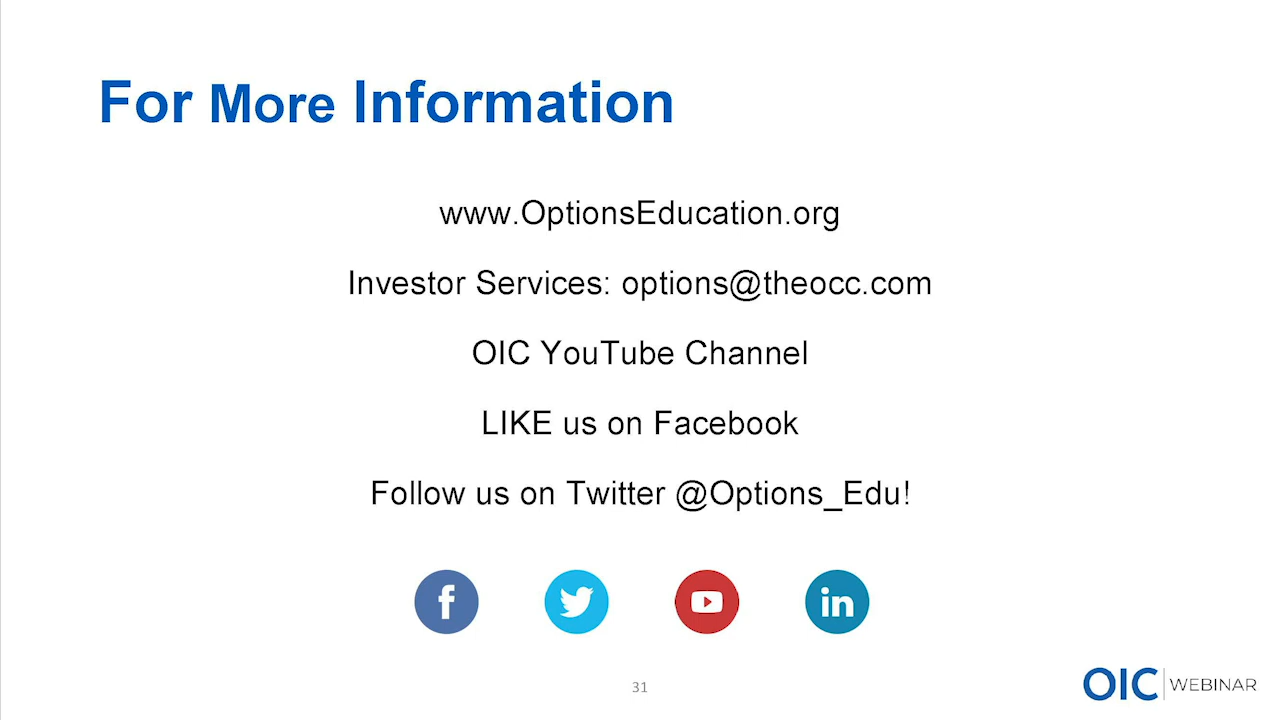 For More Information
www.OptionsEducation.org
Investor Services: options@theocc.com
OIC YouTube Channel
LIKE us on Facebook
Follow us on Twitter @Options_Edu!
f
in
31
OIC WEBINAR